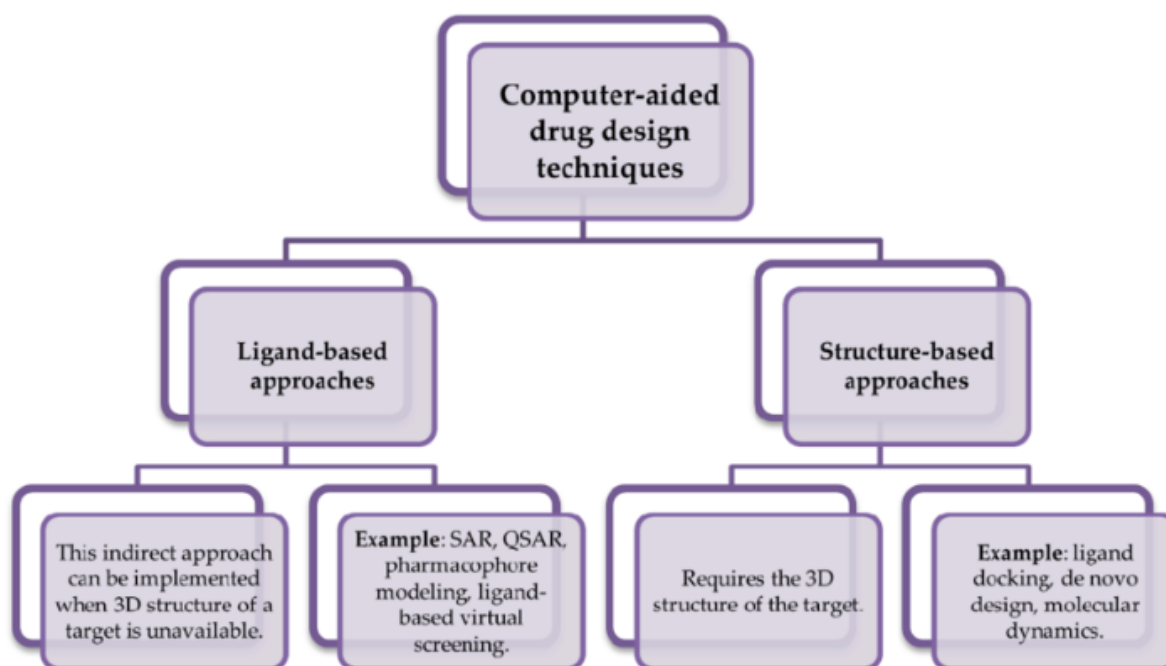 Computer-aided
drug design
techniques
Ligand-based
approaches
Structure-based
approaches
This indirect approach
can be implemented
when 3D structure of a
target is unavailable.
Example: SAR, QSAR,
pharmacophore
modeling, ligand-
based virtual
screening.
Requires the 3D
structure of the target.
Example: ligand
docking, de novo
design, molecular
dynamics.